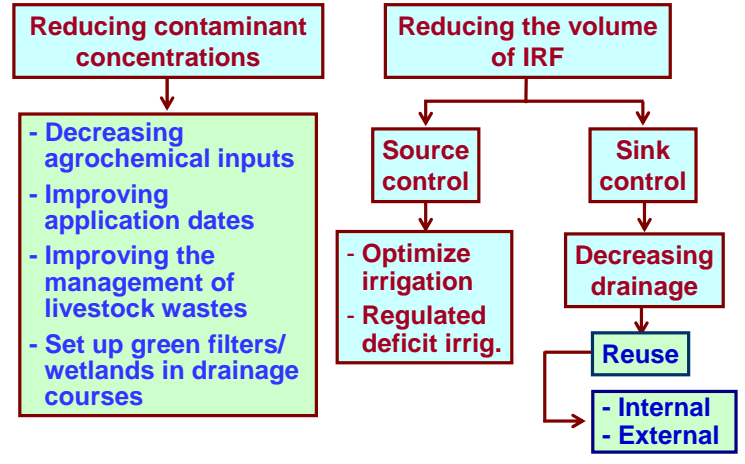 Reducing contaminant
concentrations
- Decreasing
agrochemical inputs
- Improving
application dates
- Improving the
management of
livestock wastes
- Set up green filters/
wetlands in drainage
courses
Reducing the volume
of IRF
Source
control
- Optimize
irrigation
- Regulated
deficit irrig.
Sink
control
Decreasing
drainage
Reuse
- Internal
- External